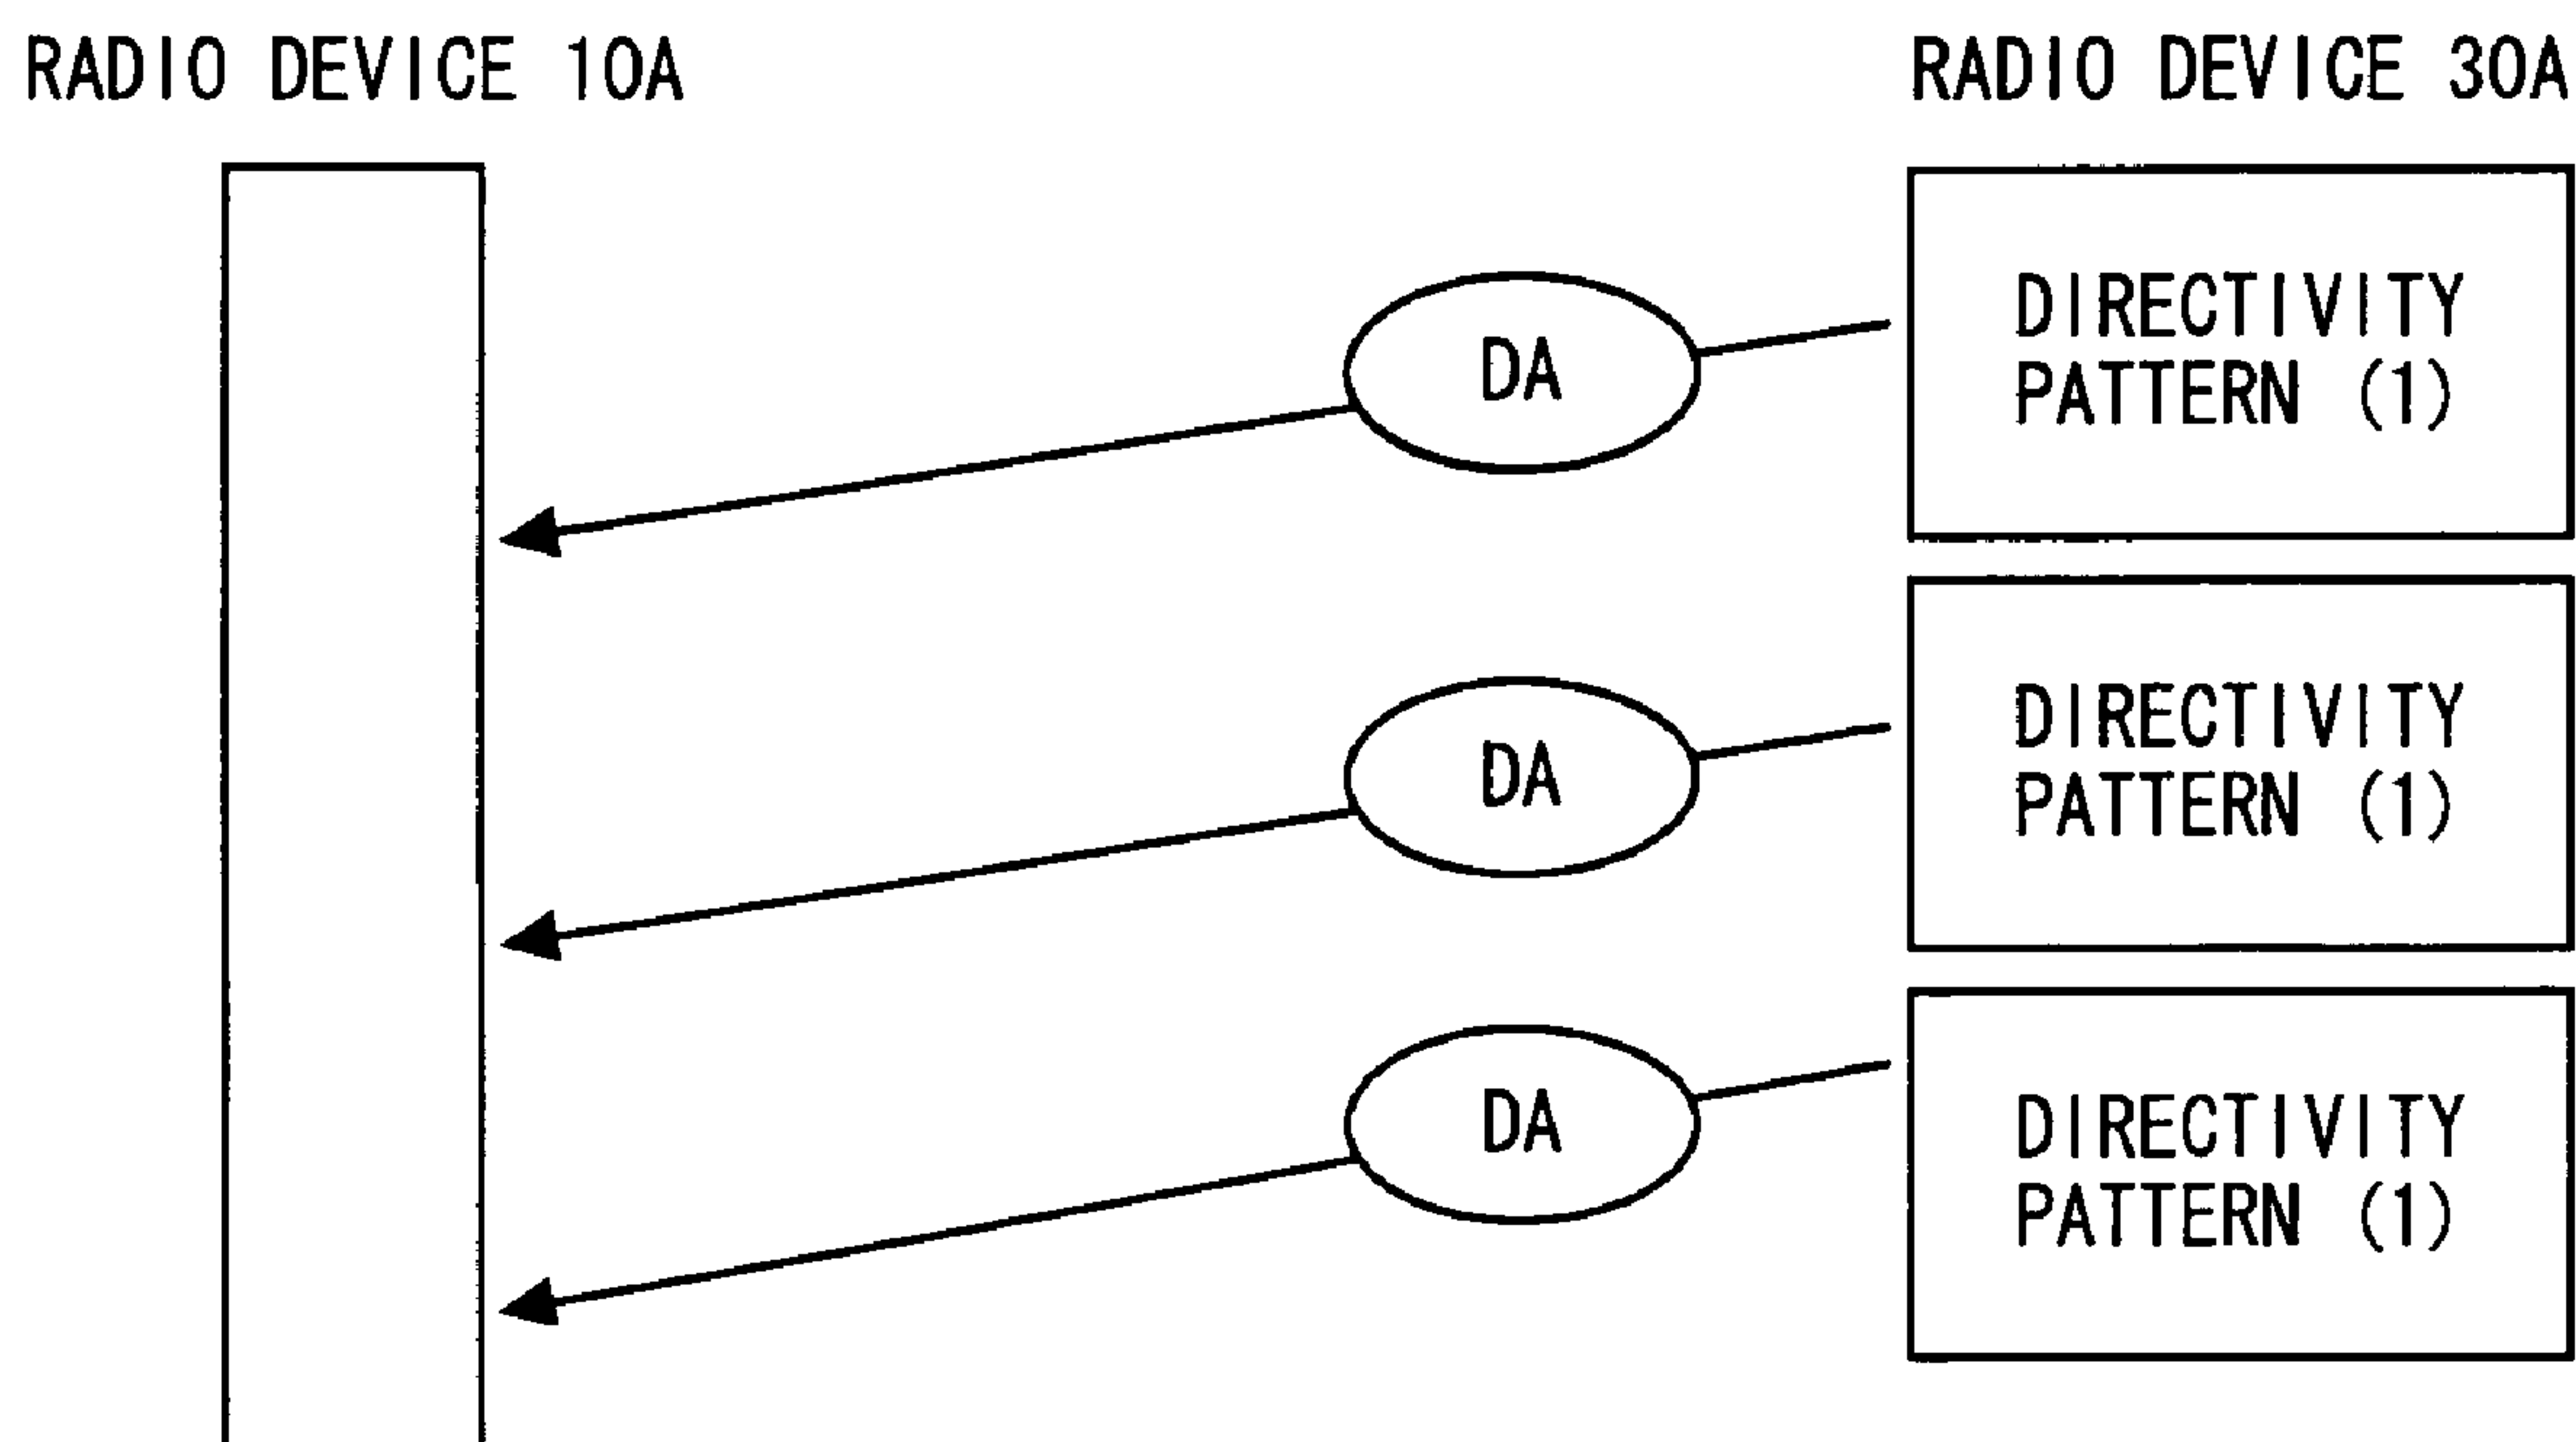 RADIO DEVICE 10A
RADIO DEVICE 30A
DA
DIRECTIVITY
PATTERN (1)
DA
DIRECTIVITY
PATTERN (1)
DA
DIRECTIVITY
PATTERN (1)